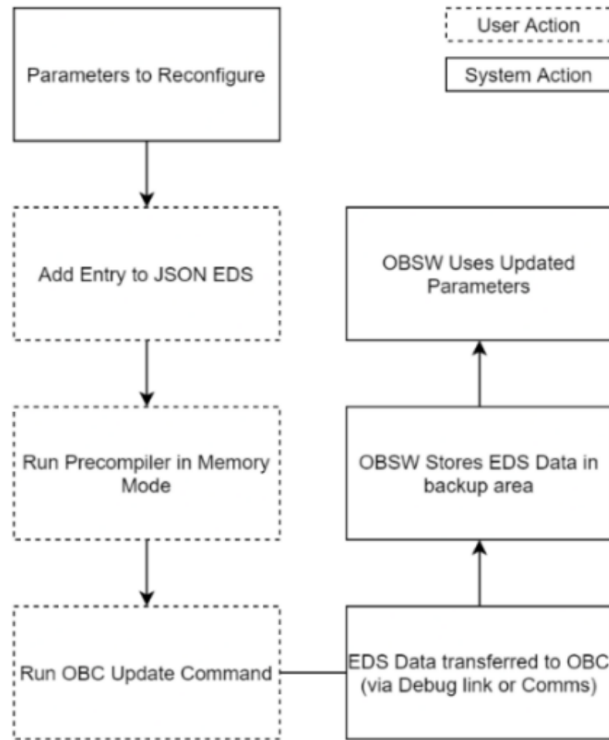 User Action
System Action
Parameters to Reconfigure
Add Entry to JSON EDS
Run Precompiler in Memory
Mode
Run OBC Update Command
EDS Data transferred to OBC
(via Debug link or Comms)
OBSW Stores EDS Data in
backup area
OBSW Uses Updated
Parameters